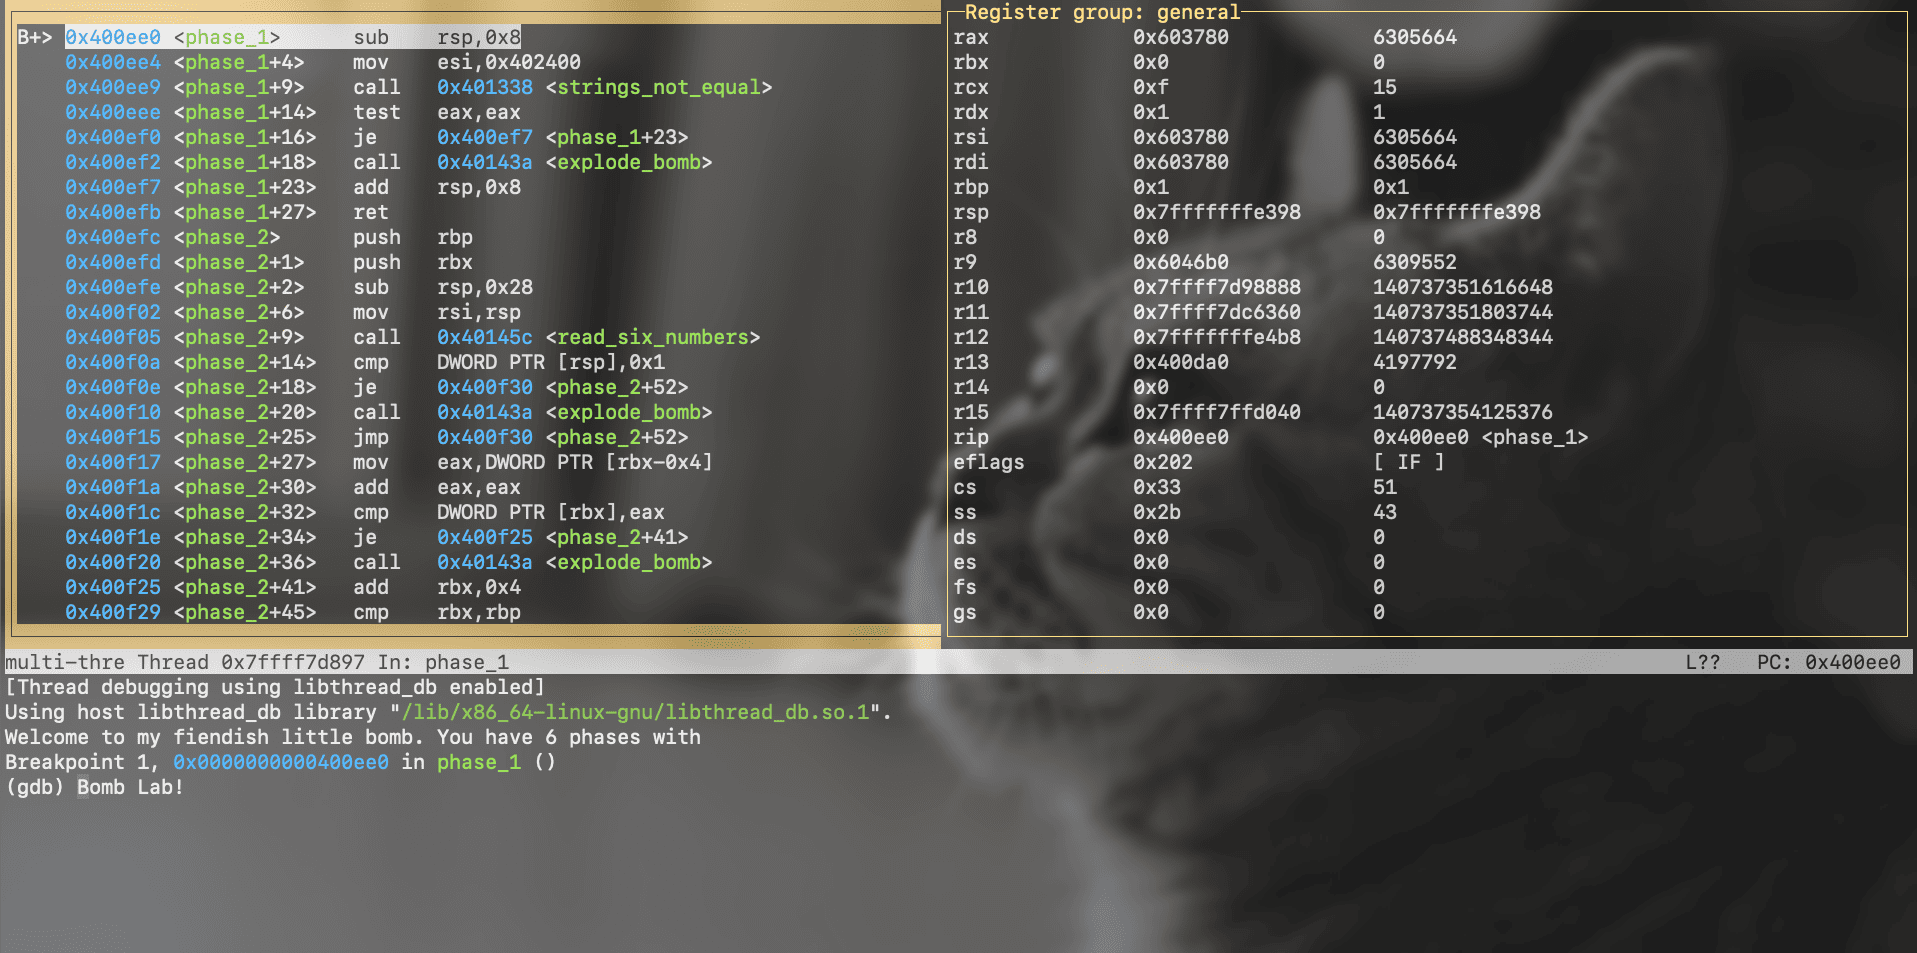 B+> 0x400ee0 <phase_1> sub rsp,0x8
0x400ee4 <phase_1+4> mov esi,0x402400
0x400ee9 <phase_1+9> call 0x401338 <strings_not_equal>
0x400eee <phase_1+14> test eax,eax
0x400ef0 <phase_1+16> je 0x400ef7 <phase_1+23>
0x400ef2 <phase_1+18> call 0x40143a <explode_bomb>
0x400ef7 <phase_1+23> add rsp,0x8
0x400efb <phase_1+27> ret
0x400efc <phase_2> push rbp
0x400efd <phase_2+1> push rbx
0x400efe <phase_2+2> sub rsp,0x28
0x400f02 <phase_2+6> mov rsi,rsp
0x400f05 <phase_2+9> call 0x40145c <read_six_numbers>
0x400f0a <phase_2+14> cmp DWORD PTR [rsp],0x1
0x400f0e <phase_2+18> je 0x400f30 <phase_2+52>
0x400f10 <phase_2+20> call 0x40143a <explode_bomb>
0x400f15 <phase_2+25> jmp 0x400f30 <phase_2+52>
0x400f17 <phase_2+27> mov eax,DWORD PTR [rbx-0x4]
0x400f1a <phase_2+30> add eax,eax
0x400f1c <phase_2+32> cmp DWORD PTR [rbx],eax
0x400f1e <phase_2+34> je 0x400f25 <phase_2+41>
0x400f20 <phase_2+36> call 0x40143a <explode_bomb>
0x400f25 <phase_2+41> add rbx,0x4
0x400f29 <phase_2+45> cmp rbx,rbp
Register group: general
rax 0x603780 6305664
rbx 0x0 0
rcx 0xf 15
rdx 0x1 1
rsi 0x603780 6305664
rdi 0x603780 6305664
rbp 0x1 0x1
rsp 0x7fffffffe398 0x7fffffffe398
r8 0x0 0
r9 0x6046b0 6309552
r10 0x7ffff7d98888 140737351616648
r11 0x7ffff7dc6360 140737351803744
r12 0x7fffffffe4b8 140737488348344
r13 0x400da0 4197792
r14 0x0 0
r15 0x7ffff7ffd040 140737354125376
rip 0x400ee0 0x400ee0 <phase_1>
eflags 0x202 [ IF ]
cs 0x33 51
ss 0x2b 43
ds 0x0 0
es 0x0 0
fs 0x0 0
gs 0x0 0
multi-thre Thread 0x7ffff7d897 In: phase_1 L?? PC: 0x400ee0
[Thread debugging using libthread_db enabled]
Using host libthread_db library "/lib/x86_64-linux-gnu/libthread_db.so.1".
Welcome to my fiendish little bomb. You have 6 phases with
Breakpoint 1, 0x0000000000400ee0 in phase_1 ()
(gdb) Bomb Lab!